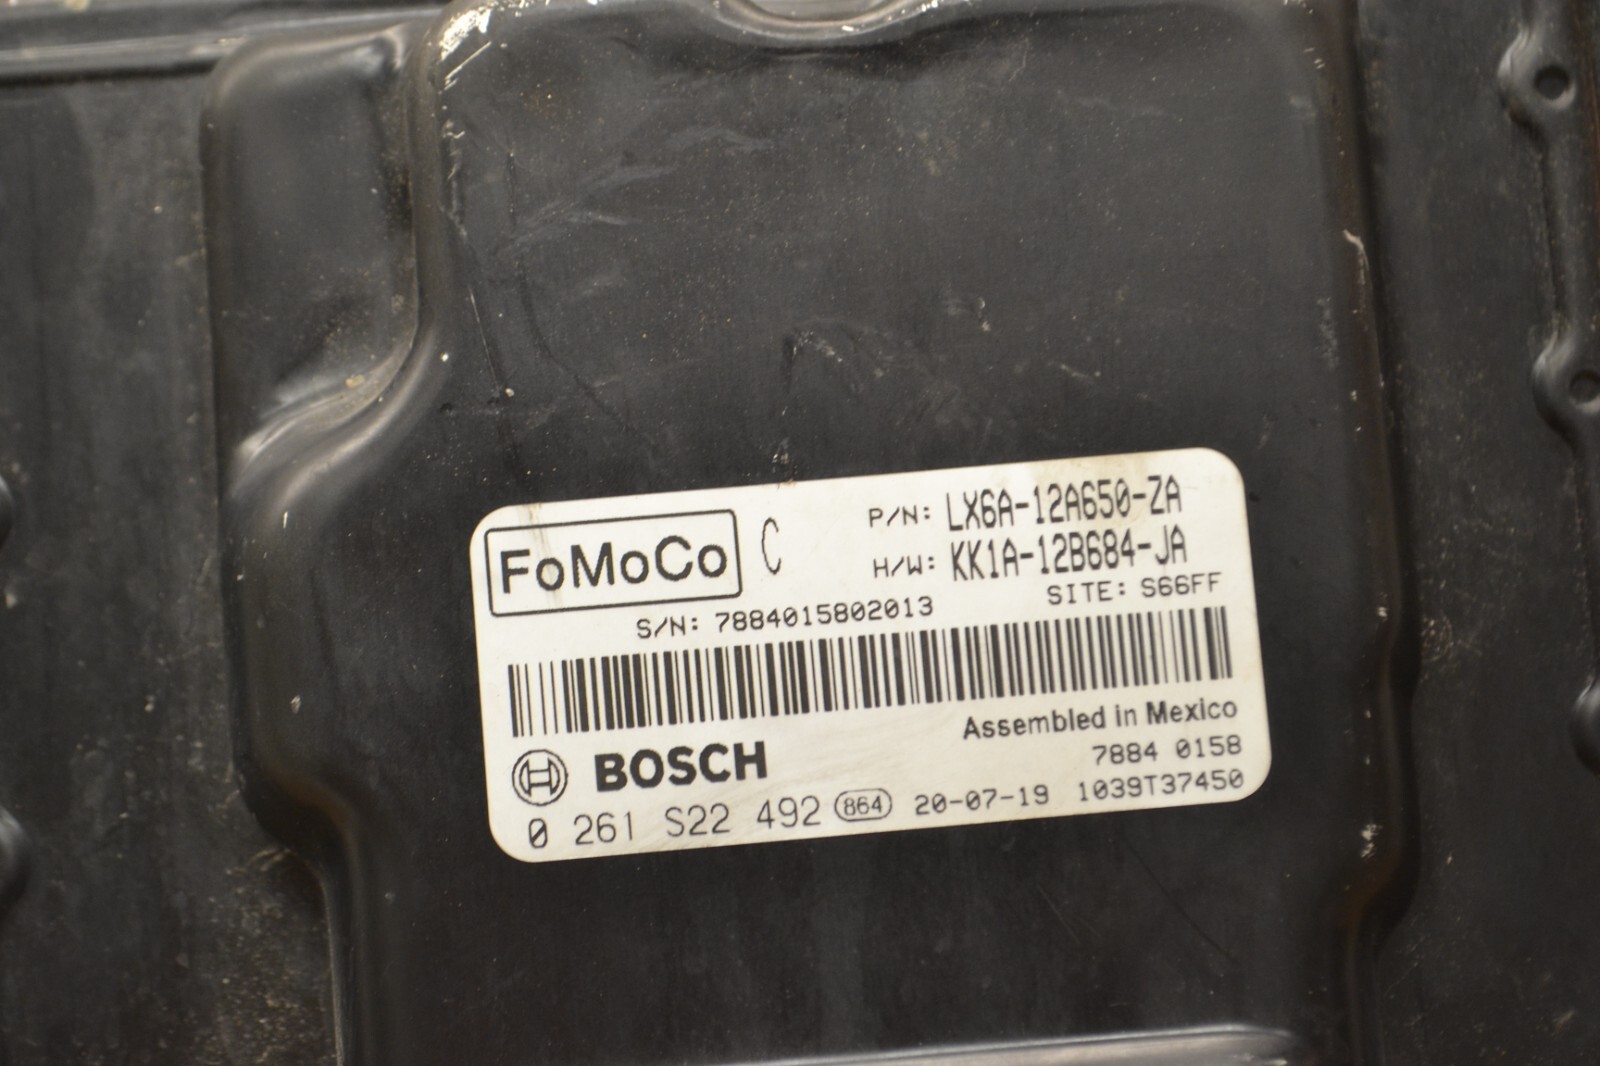 FoMoCo C P/N: LX6A-12A650-ZA
H/W: KK1A-12B684-JA
S/N: 7884015802013 SITE: S66FF
Assembled in Mexico
BOSCH 7884 0158
0 261 S22 492 864 20-07-19 1039T37450